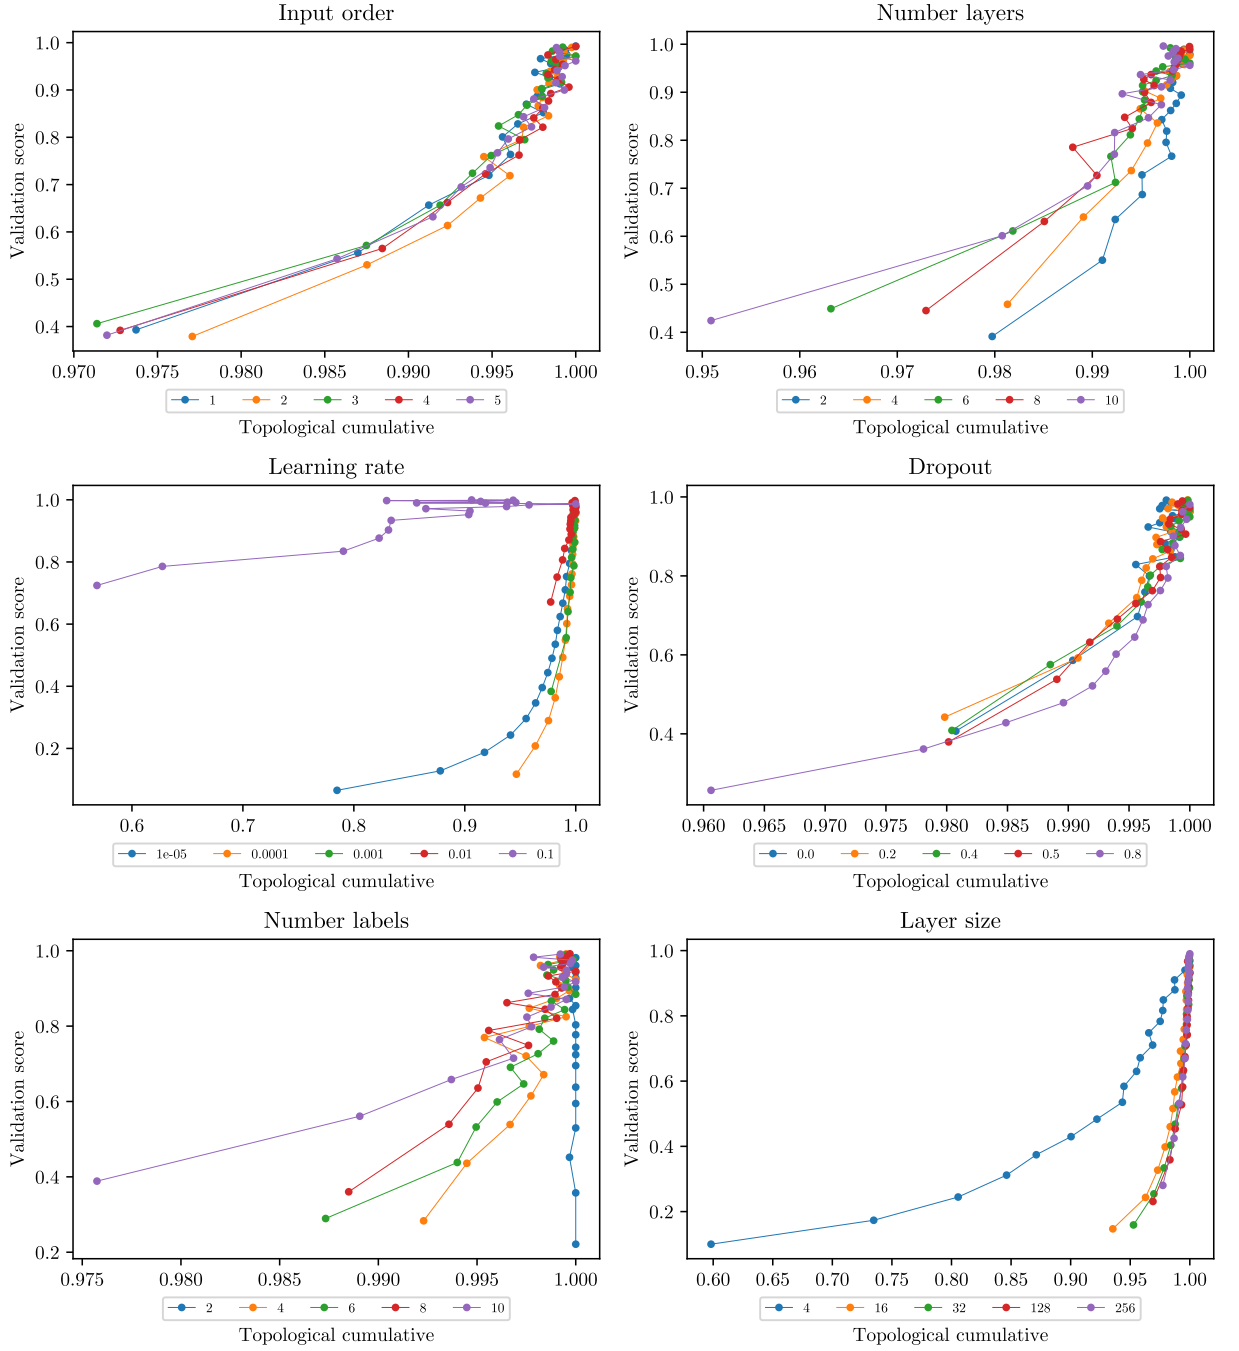 Input order
Validation score
1.0
0.9
0.8
0.7
0.6
0.5
0.4
0.970 0.975 0.980 0.985 0.990 0.995 1.000
1 2 3 4 5
Topological cumulative
Number layers
Validation score
1.0
0.9
0.8
0.7
0.6
0.5
0.4
0.95 0.96 0.97 0.98 0.99 1.00
2 4 6 8 10
Topological cumulative
Learning rate
Validation score
1.0
0.8
0.6
0.4
0.2
0.6 0.7 0.8 0.9 1.0
1e-05 0.0001 0.001 0.01 0.1
Topological cumulative
Dropout
Validation score
1.0
0.8
0.6
0.4
0.960 0.965 0.970 0.975 0.980 0.985 0.990 0.995 1.000
0.0 0.2 0.4 0.5 0.8
Topological cumulative
Number labels
Validation score
1.0
0.8
0.6
0.4
0.2
0.975 0.980 0.985 0.990 0.995 1.000
2 4 6 8 10
Topological cumulative
Layer size
Validation score
1.0
0.8
0.6
0.4
0.2
0.60 0.65 0.70 0.75 0.80 0.85 0.90 0.95 1.00
4 16 32 128 256
Topological cumulative